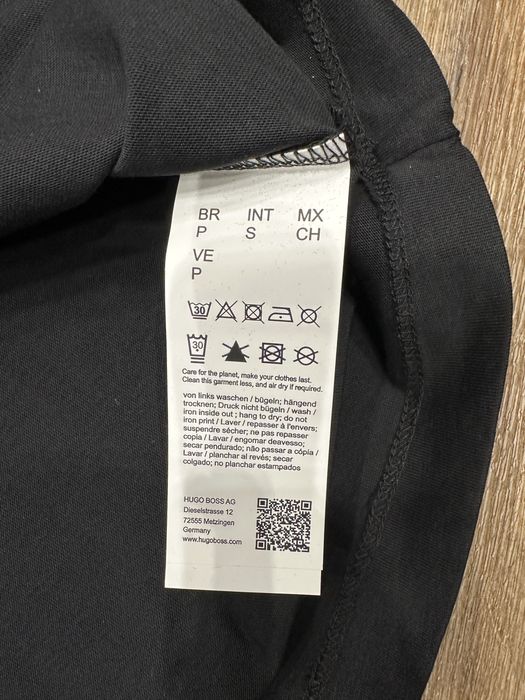 BR INT MX
P S CH
VE
P
30
30
Care for the planet, make your clothes last.
Clean this garment less, and air dry if required.
von links waschen / bügeln; hängend
trocknen; Druck nicht bügeln / wash /
iron inside out ; hang to dry; do not
iron print / Laver / repasser à l'envers;
suspendre sécher; ne pas repasser
copia / Lavar / engomar deavesso;
secar pendurado; não passar a cópia /
Lavar / planchar al revés; secar
colgado; no planchar estampados
HUGO BOSS AG
Dieselstrasse 12
72555 Metzingen
Germany
www.hugoboss.com